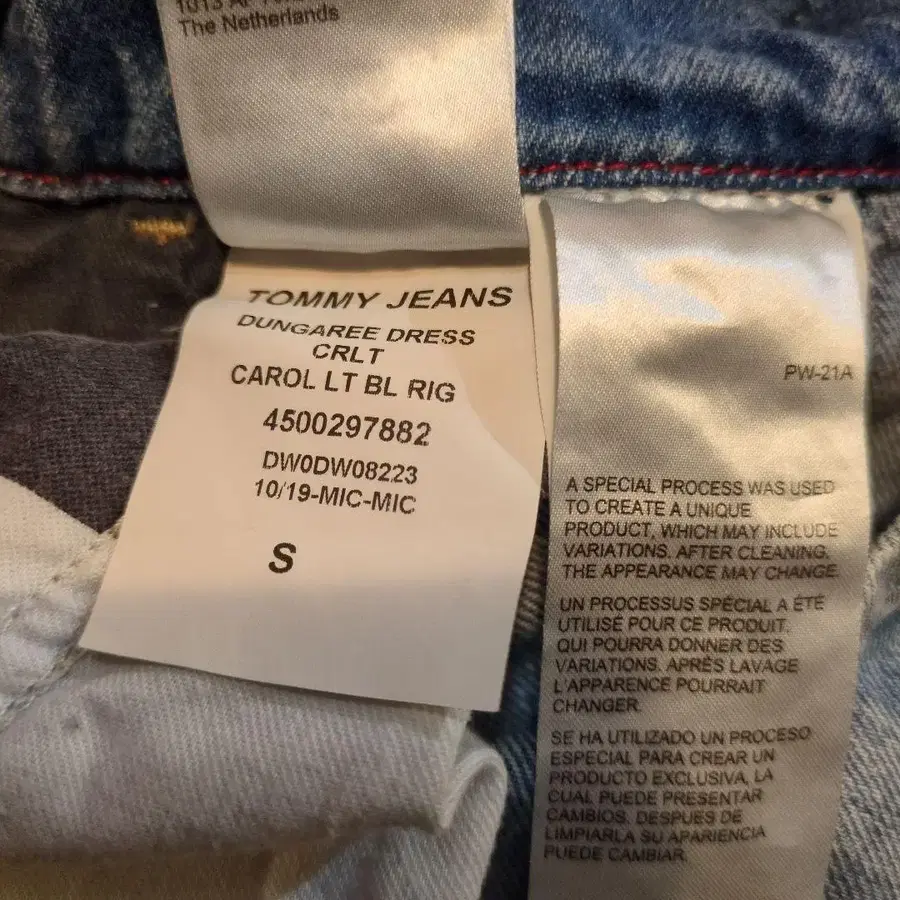 The Netherlands
TOMMY JEANS
DUNGAREE DRESS
CRLT
CAROL LT BL RIG
4500297882
DW0DW08223
10/19-MIC-MIC
S
PW-21A
A SPECIAL PROCESS WAS USED
TO CREATE A UNIQUE
PRODUCT, WHICH MAY INCLUDE
VARIATIONS. AFTER CLEANING,
THE APPEARANCE MAY CHANGE.
UN PROCESSUS SPÉCIAL A ÉTÉ
UTILISÉ POUR CE PRODUIT,
QUI POURRA DONNER DES
VARIATIONS. APRÈS LAVAGE
L'APPARENCE POURRAIT
CHANGER.
SE HA UTILIZADO UN PROCESO
ESPECIAL PARA CREAR UN
PRODUCTO EXCLUSIVA, LA
CUAL PUEDE PRESENTAR
CAMBIOS. DESPUES DE
LIMPIARLA SU APARIENCIA
PUEDE CAMBIAR.